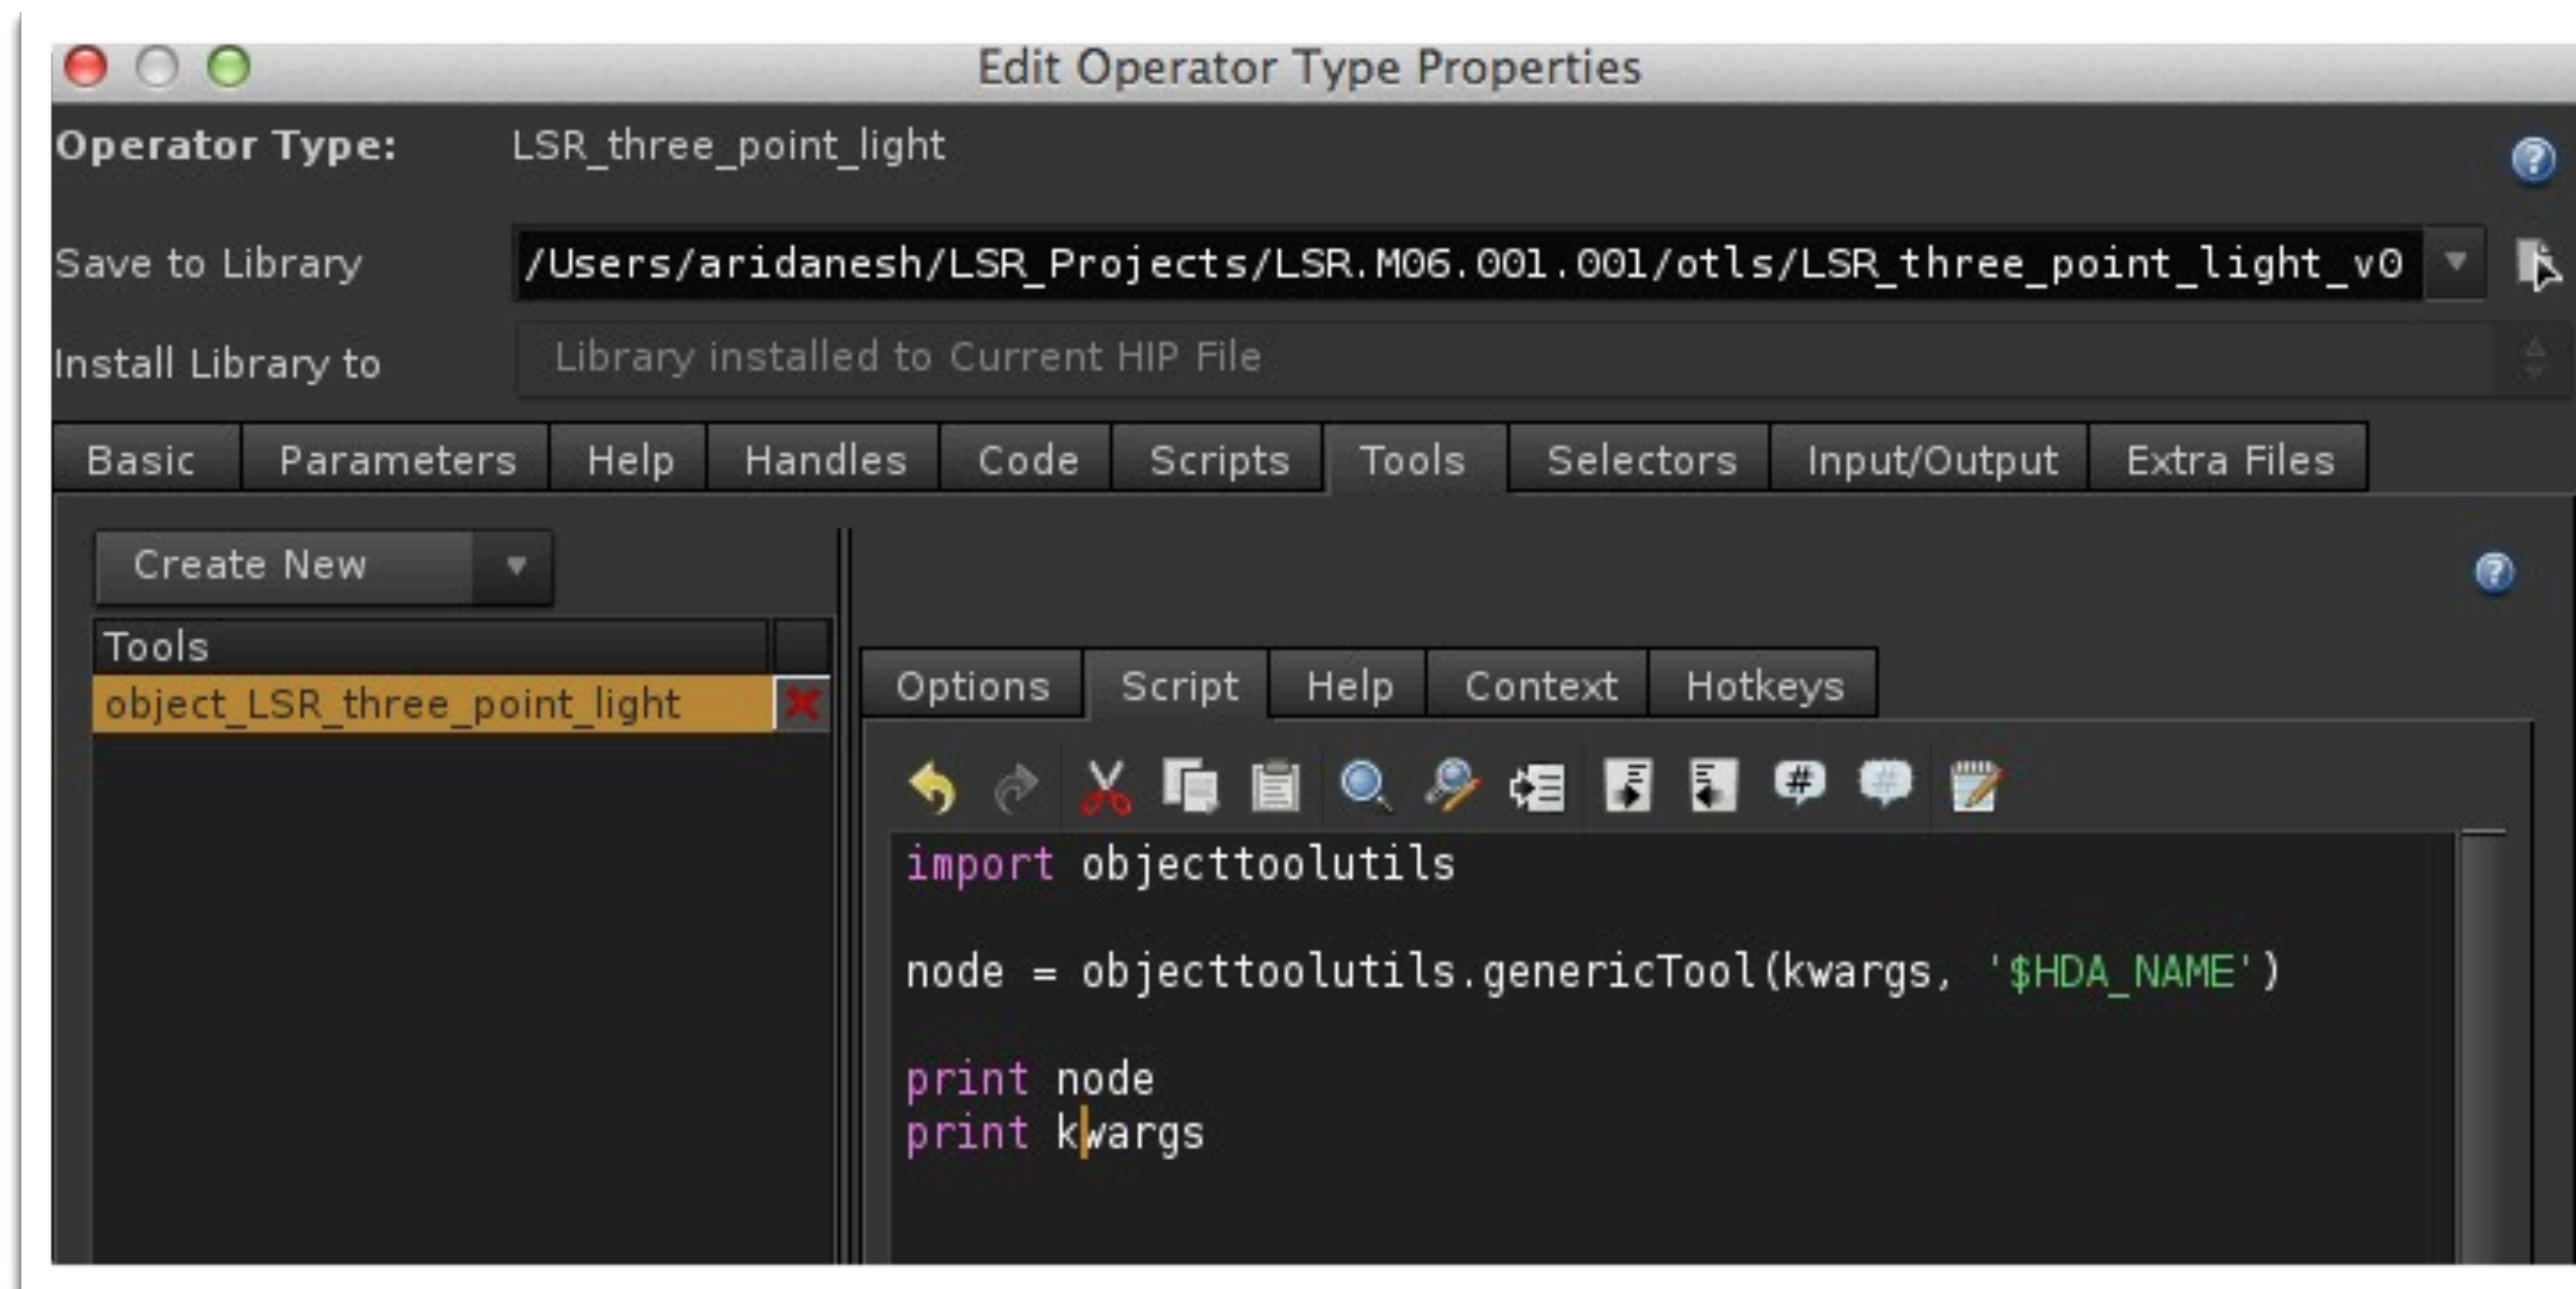 Edit Operator Type Properties
Operator Type: LSR_three_point_light
Save to Library /Users/aridanesh/LSR_Projects/LSR.M06.001.001/otls/LSR_three_point_light_v0
Install Library to Library installed to Current HIP File
Basic Parameters Help Handles Code Scripts Tools Selectors Input/Output Extra Files
Create New
Tools
object_LSR_three_point_light
Options Script Help Context Hotkeys
import objecttoolutils
node = objecttoolutils.genericTool(kwargs, '$HDA_NAME')
print node
print kwargs